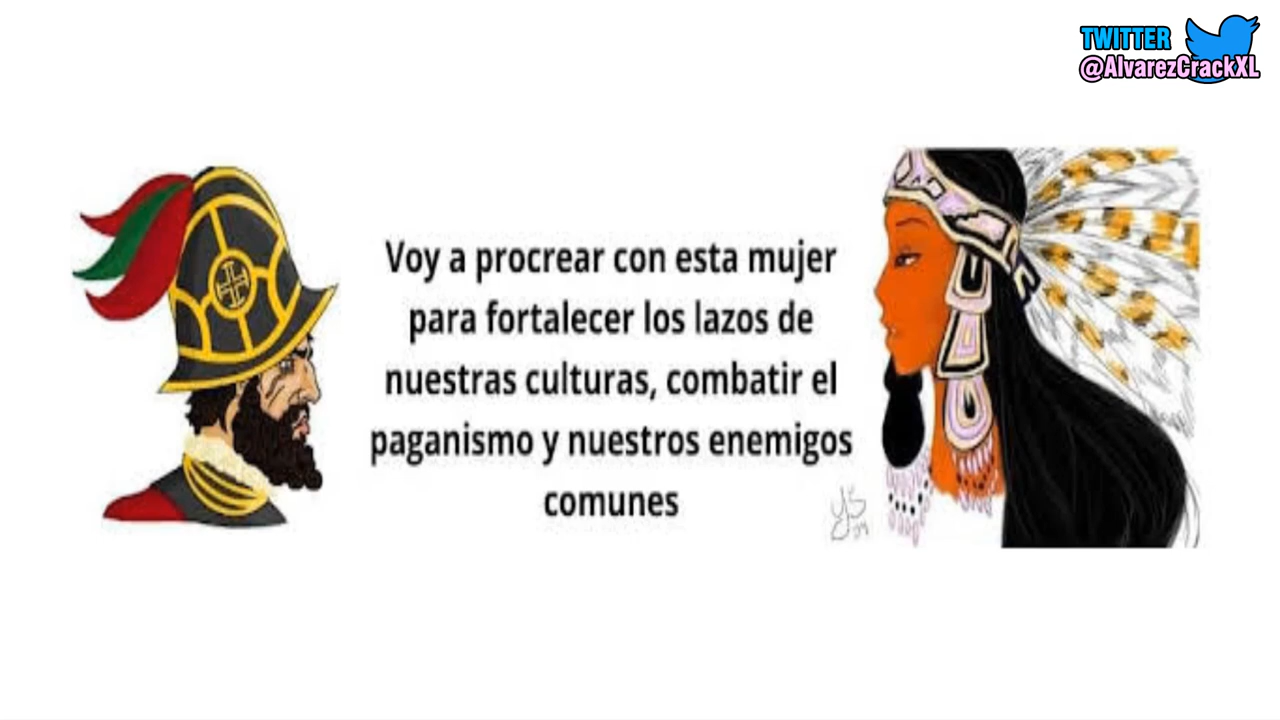 TWITTER
@AlvarezCrackXL
Voy a procrear con esta mujer
para fortalecer los lazos de
nuestras culturas, combatir el
paganismo y nuestros enemigos
comunes